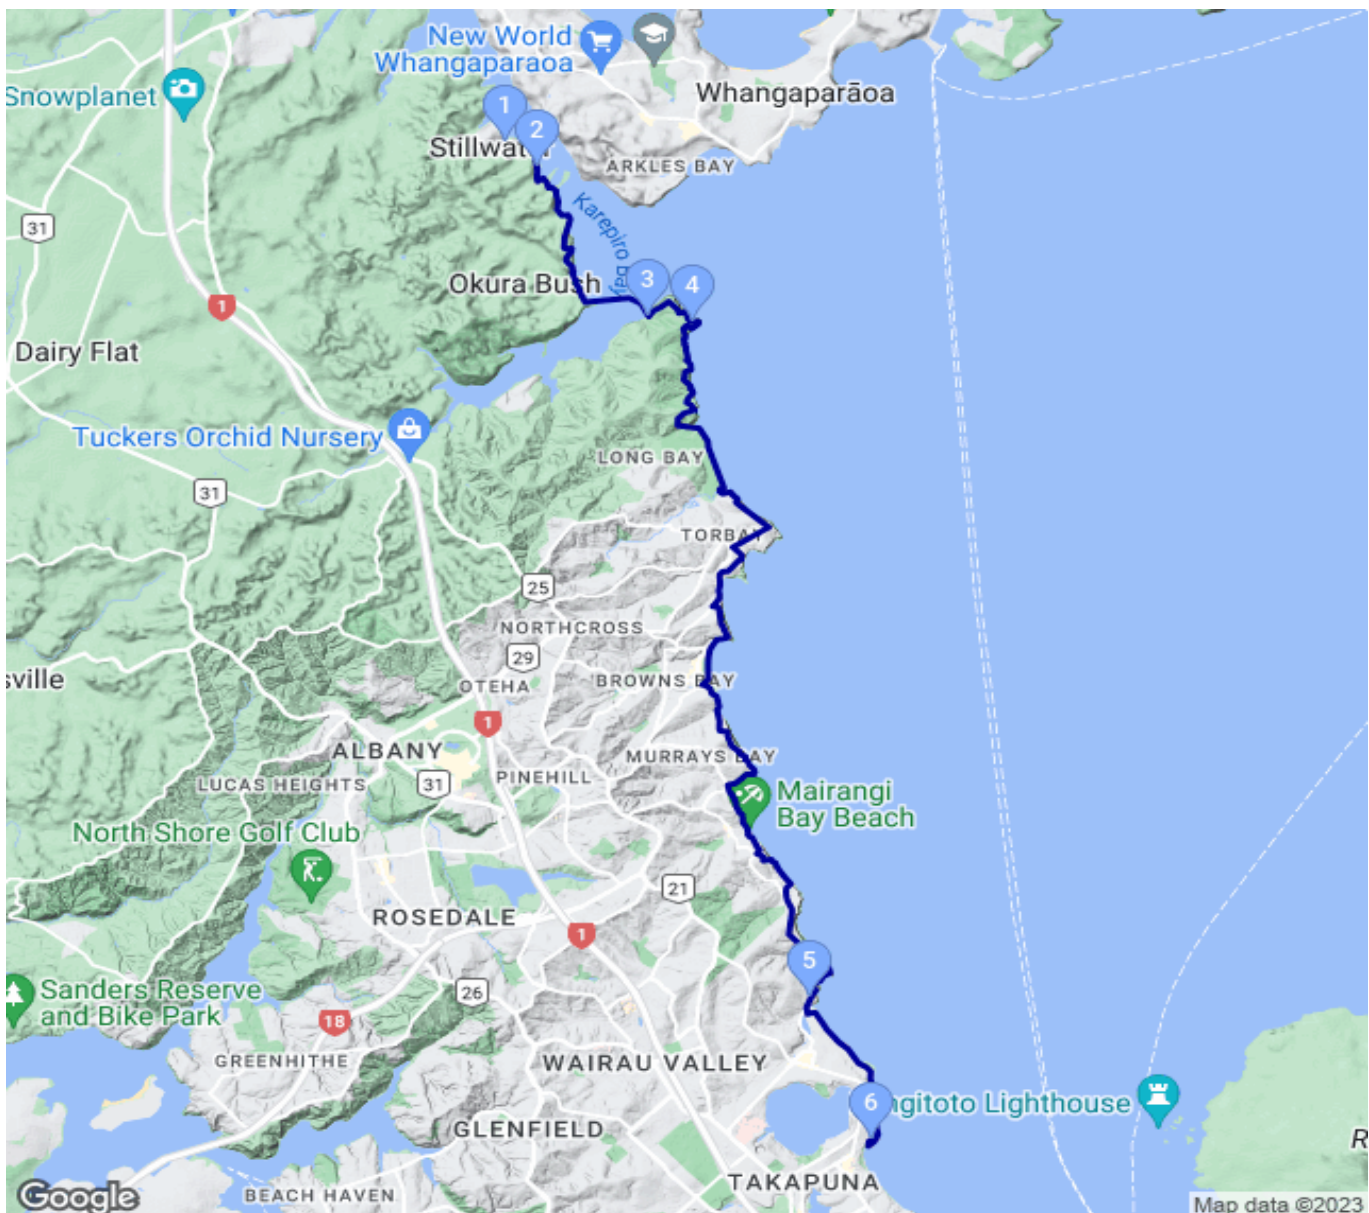 New World
Whangaparaoa
Snowplanet
Whangaparāoa
1
2
Stillwat
ARKLES BAY
31
Karepiro Bay
Okura Bush
3
4
1
Dairy Flat
Tuckers Orchid Nursery
LONG BAY
31
TORBAY
25
NORTHCROSS
29
sville
OTEHA
BROWNS BAY
1
ALBANY
MURRAYS BAY
LUCAS HEIGHTS
31
PINEHILL
Mairangi
Bay Beach
North Shore Golf Club
21
ROSEDALE
1
5
Sanders Reserve
and Bike Park
26
18
GREENHITHE
WAIRAU VALLEY
6
ngitoto Lighthouse
GLENFIELD
R
TAKAPUNA
BEACH HAVEN
Google
Map data ©2023